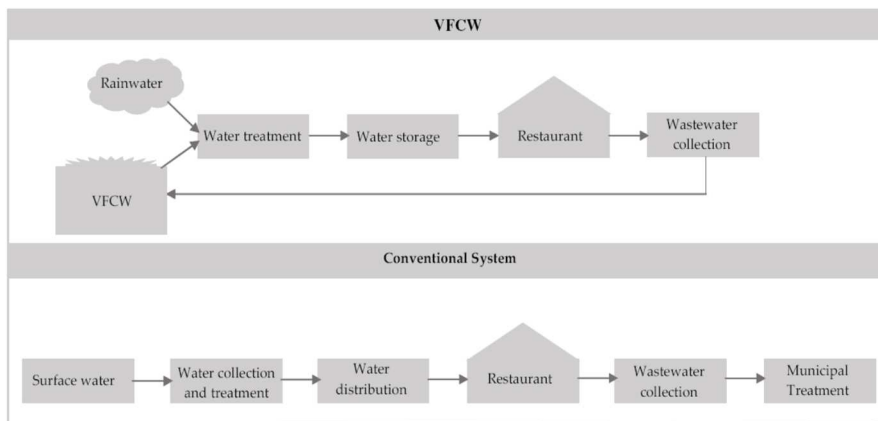 VFCW
Rainwater
Water treatment
Water storage
Restaurant
Wastewater
collection
VFCW
Conventional System
Surface water
Water collection
and treatment
Water
distribution
Restaurant
Wastewater
collection
Municipal
Treatment